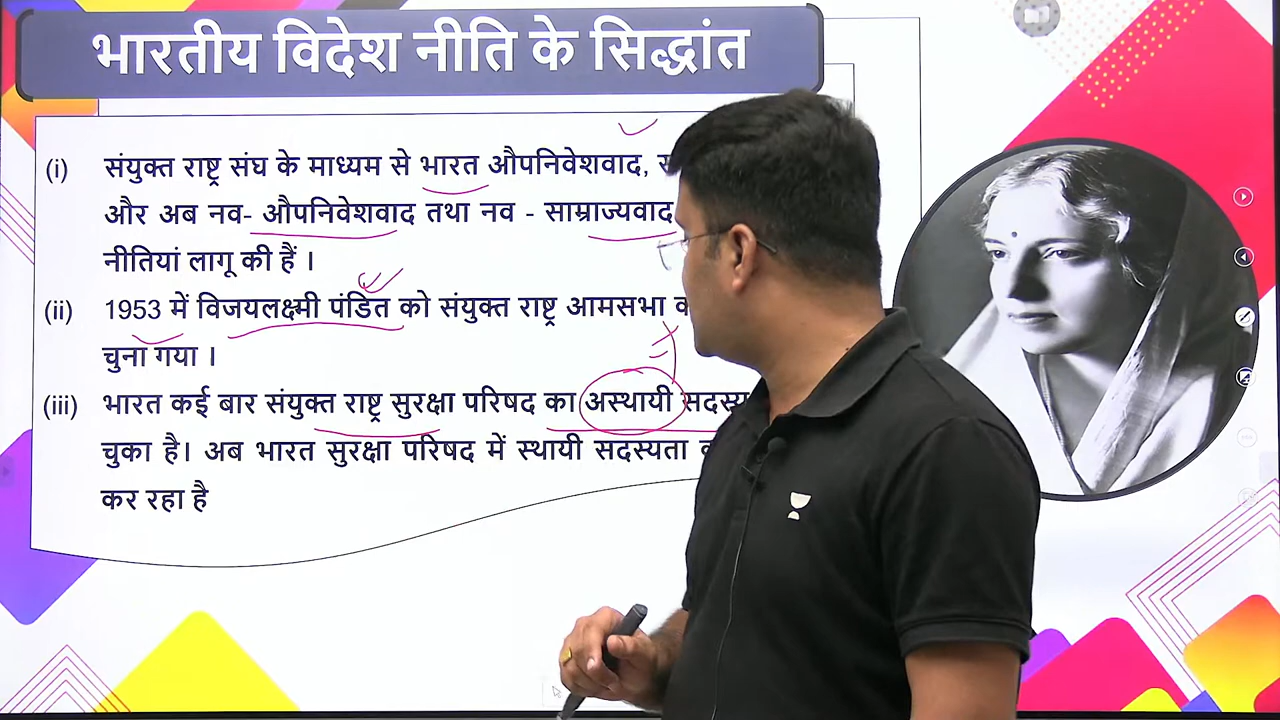 भारतीय विदेश नीति के सिद्धांत
(i) संयुक्त राष्ट्र संघ के माध्यम से भारत औपनिवेशवाद,
और अब नव- औपनिवेशवाद तथा नव - साम्राज्यवाद
नीतियां लागू की हैं ।
(ii) 1953 में विजयलक्ष्मी पंडित को संयुक्त राष्ट्र आमसभा
चुना गया ।
(iii) भारत कई बार संयुक्त राष्ट्र सुरक्षा परिषद का अस्थायी
चुका है। अब भारत सुरक्षा परिषद में स्थायी सदस्यता
कर रहा है